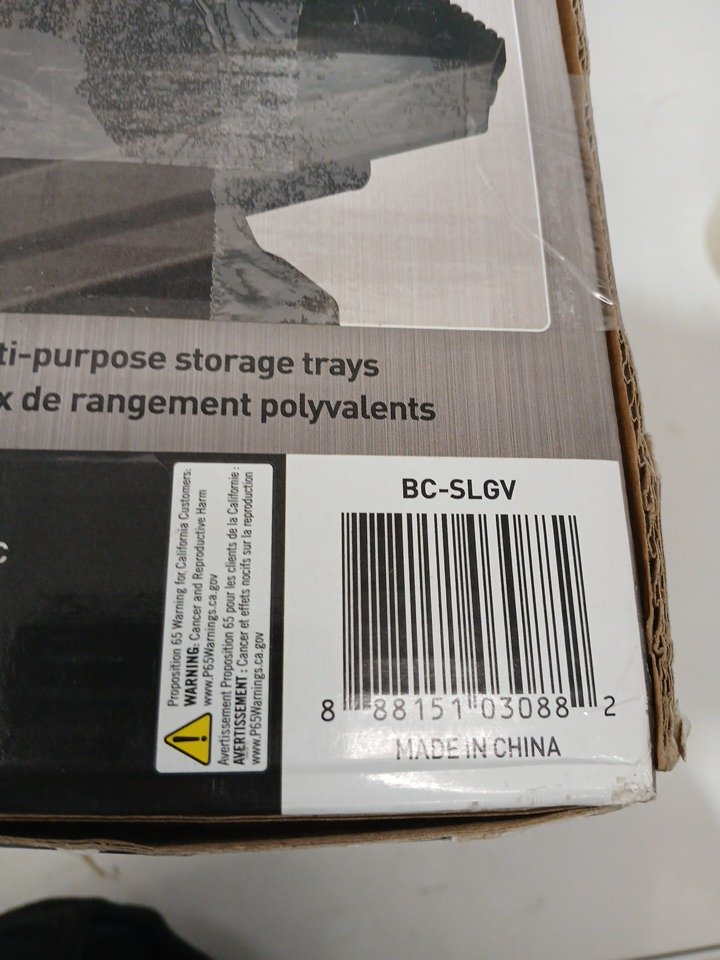 ti-purpose storage trays
x de rangement polyvalents
c
Proposition 65 Warning for California Customers:
WARNING: Cancer and Reproductive Harm
www.P65Warnings.ca.gov
Avertissement Proposition 65 pour les clients de la Californie :
AVERTISSEMENT : Cancer et effets nocifs sur la reproduction
www.P65Warnings.ca.gov
BC-SLGV
8 88151 03088 2
MADE IN CHINA